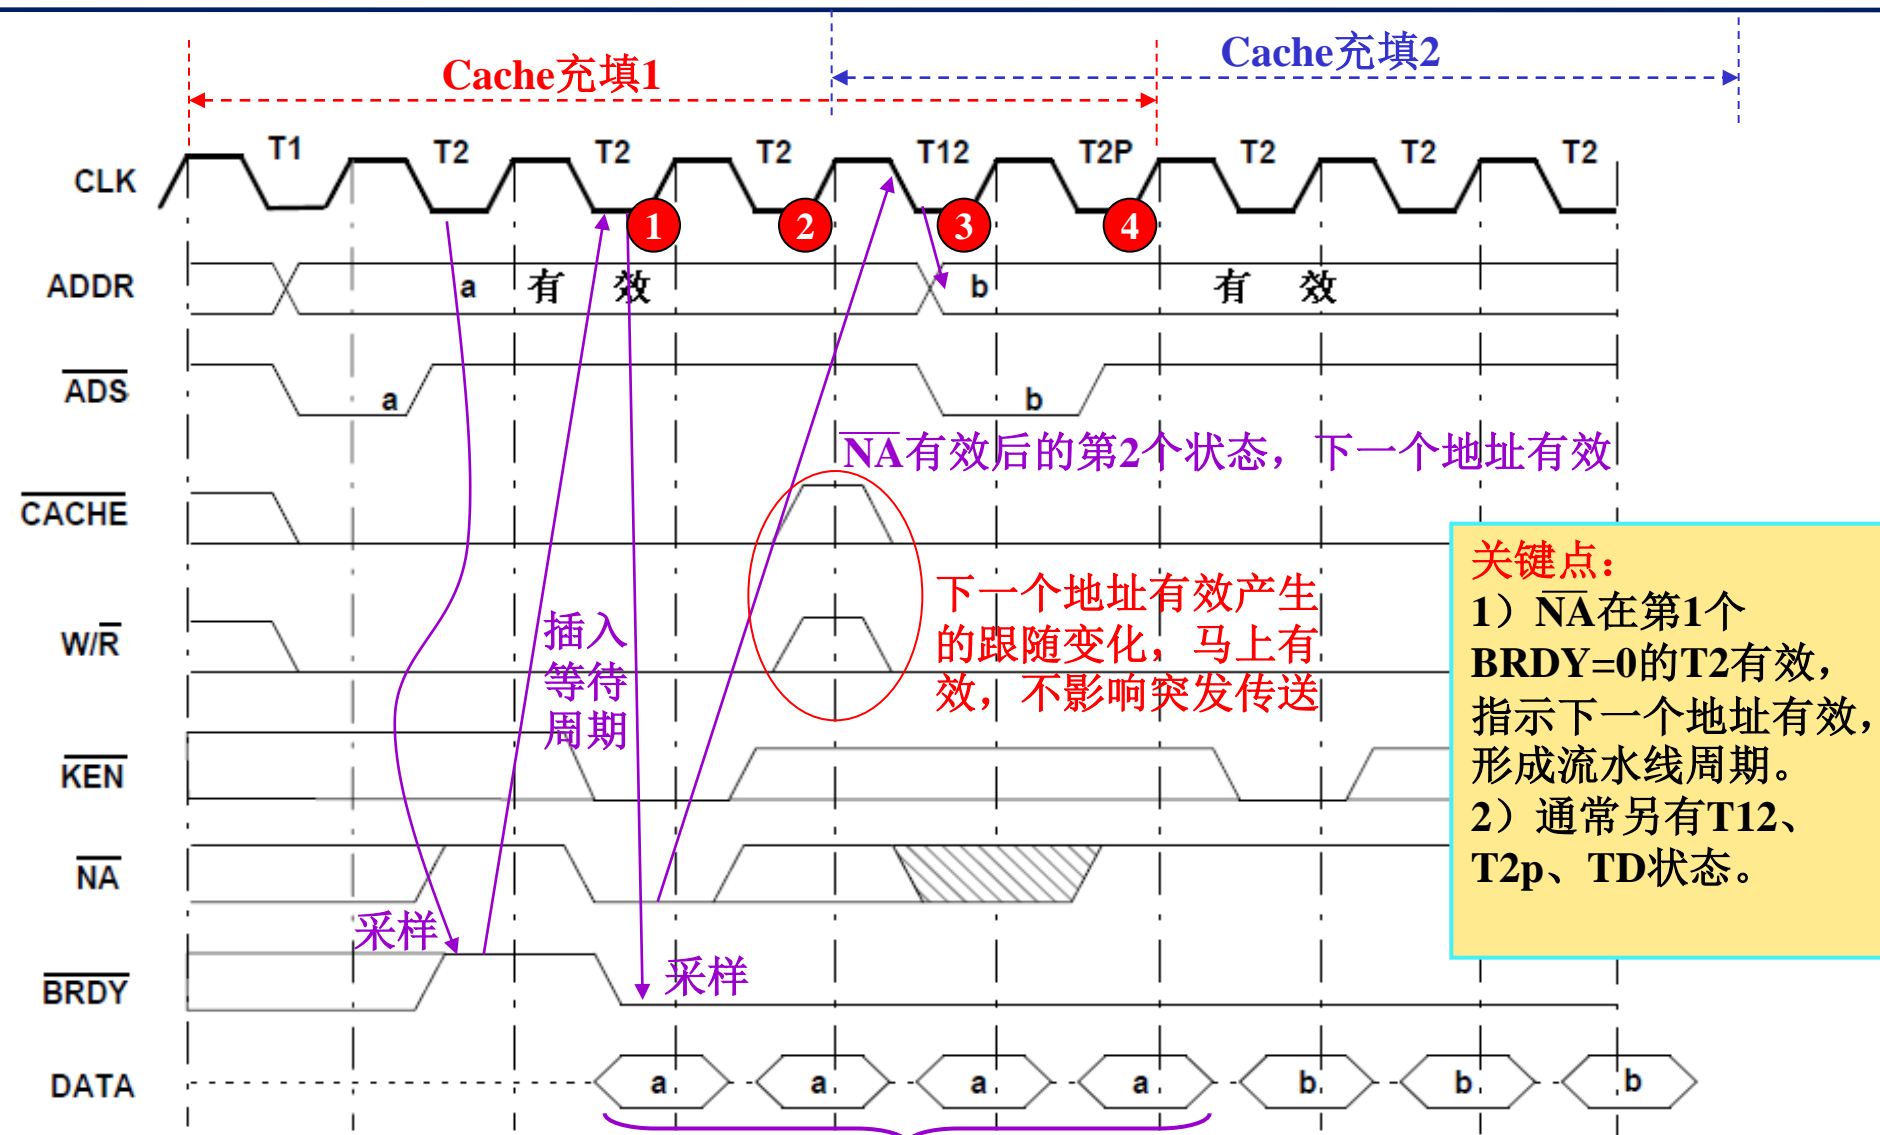 Cache充填1
Cache充填2
T1 T2 T2 T2 T12 T2P T2 T2 T2
CLK
1 2 3 4
ADDR
a 有 效 b 有 效
ADS
a b
NA有效后的第2个状态，下一个地址有效
CACHE
W/R
插入
等待
周期
下一个地址有效产生
的跟随变化，马上有
效，不影响突发传送
关键点：
1）NA在第1个
BRDY=0的T2有效，
指示下一个地址有效，
形成流水线周期。
2）通常另有T12、
T2p、TD状态。
KEN
NA
采样
BRDY
采样
DATA
a a a a b b b